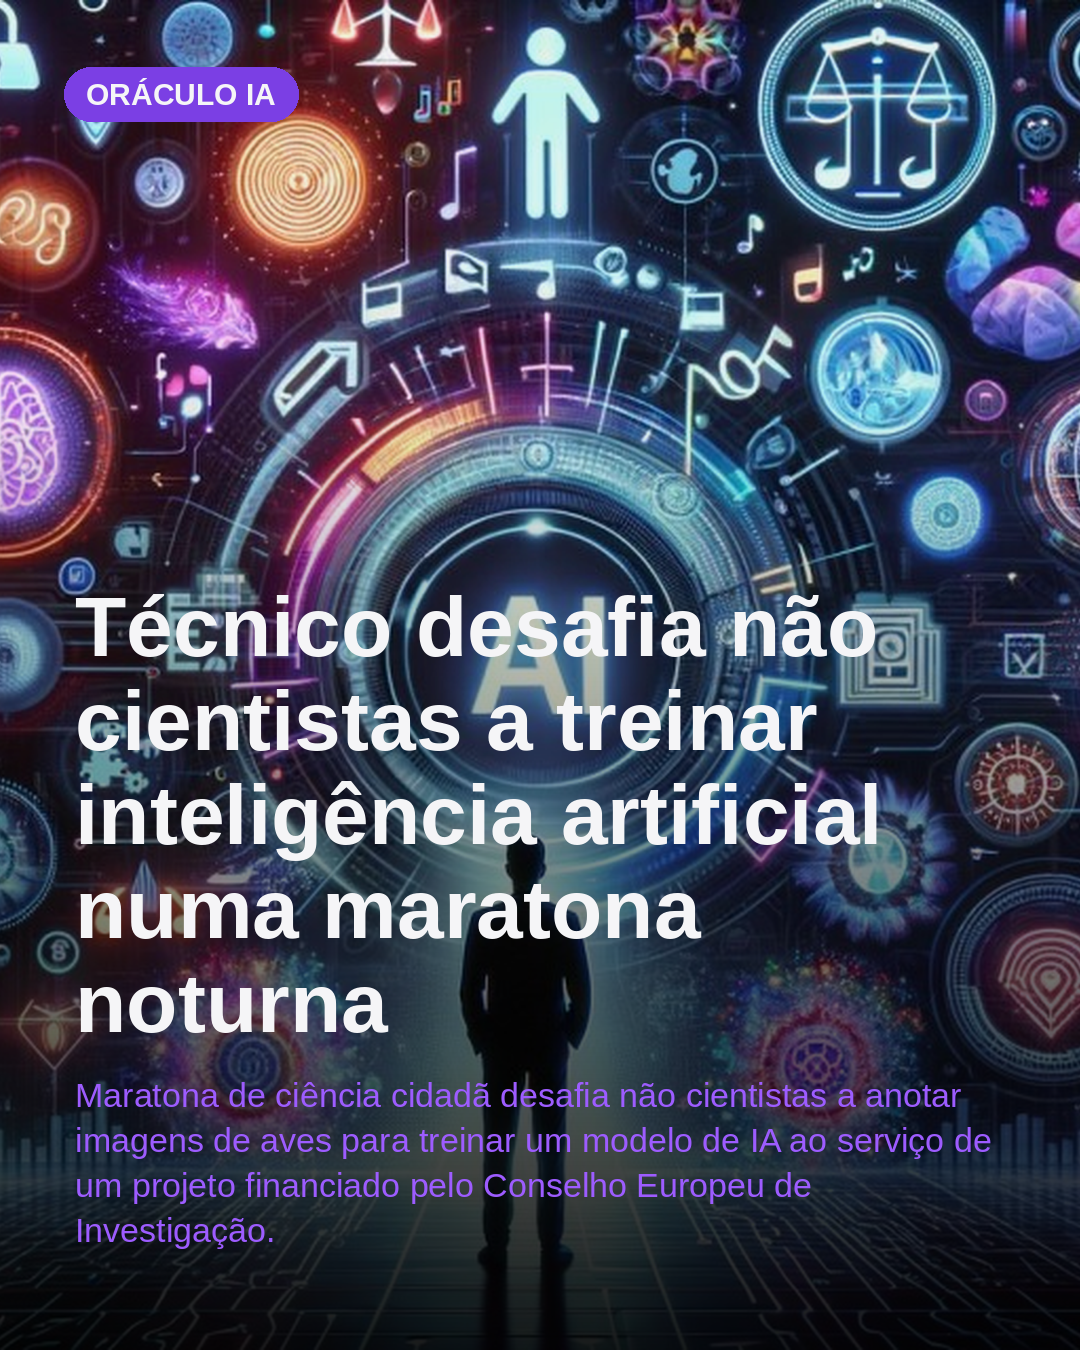 ORÁCULO IA
AI
Técnico desafia não
cientistas a treinar
inteligência artificial
numa maratona
noturna
Maratona de ciência cidadã desafia não cientistas a anotar
imagens de aves para treinar um modelo de IA ao serviço de
um projeto financiado pelo Conselho Europeu de
Investigação.